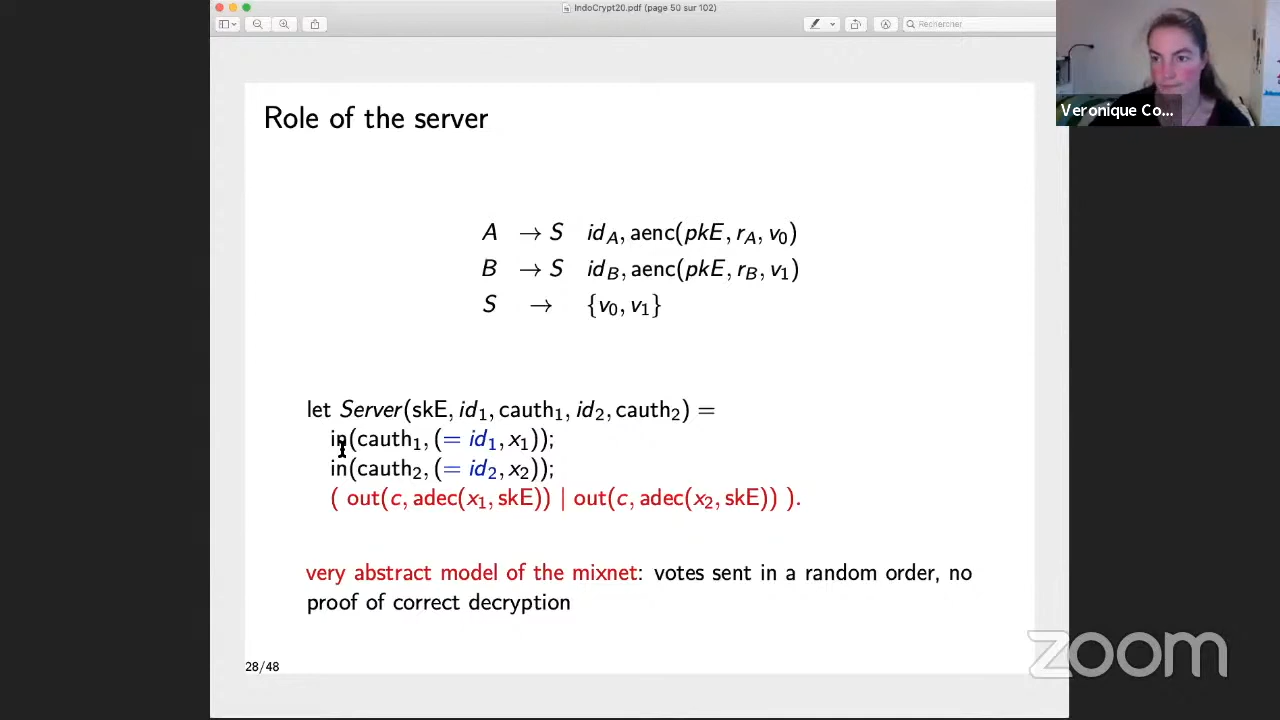 IndoCrypt20.pdf (page 50 sur 102)
Rechercher
Veronique Co...
Role of the server
A → S id_A, aenc(pkE, r_A, v_0)
B → S id_B, aenc(pkE, r_B, v_1)
S → {v_0, v_1}
let Server(skE, id_1, cauth_1, id_2, cauth_2) =
in(cauth_1, (= id_1, x_1));
in(cauth_2, (= id_2, x_2));
( out(c, adec(x_1, skE)) | out(c, adec(x_2, skE)) ).
very abstract model of the mixnet: votes sent in a random order, no
proof of correct decryption
28/48
zoom